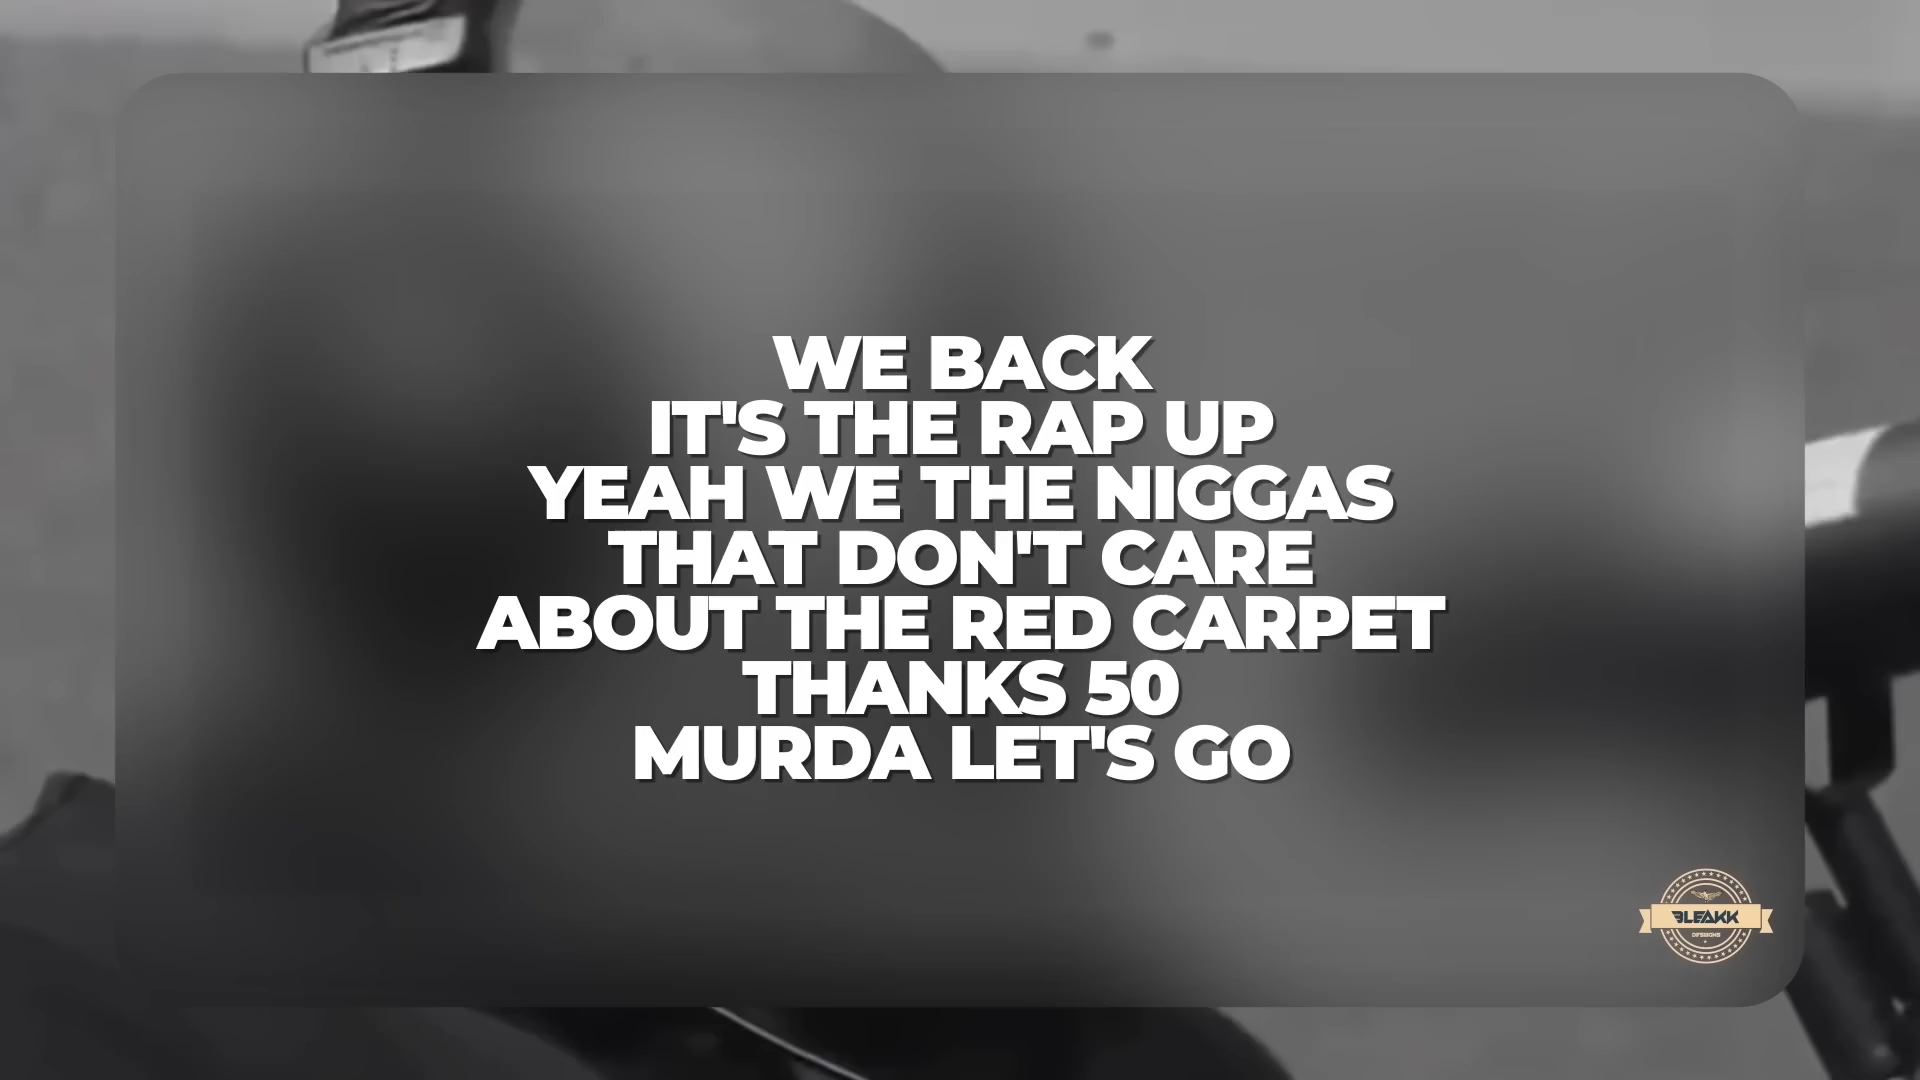 WE BACK
IT'S THE RAP UP
YEAH WE THE NIGGAS
THAT DON'T CARE
ABOUT THE RED CARPET
THANKS 50
MURDA LET'S GO
BLEAKK
DESIGNS